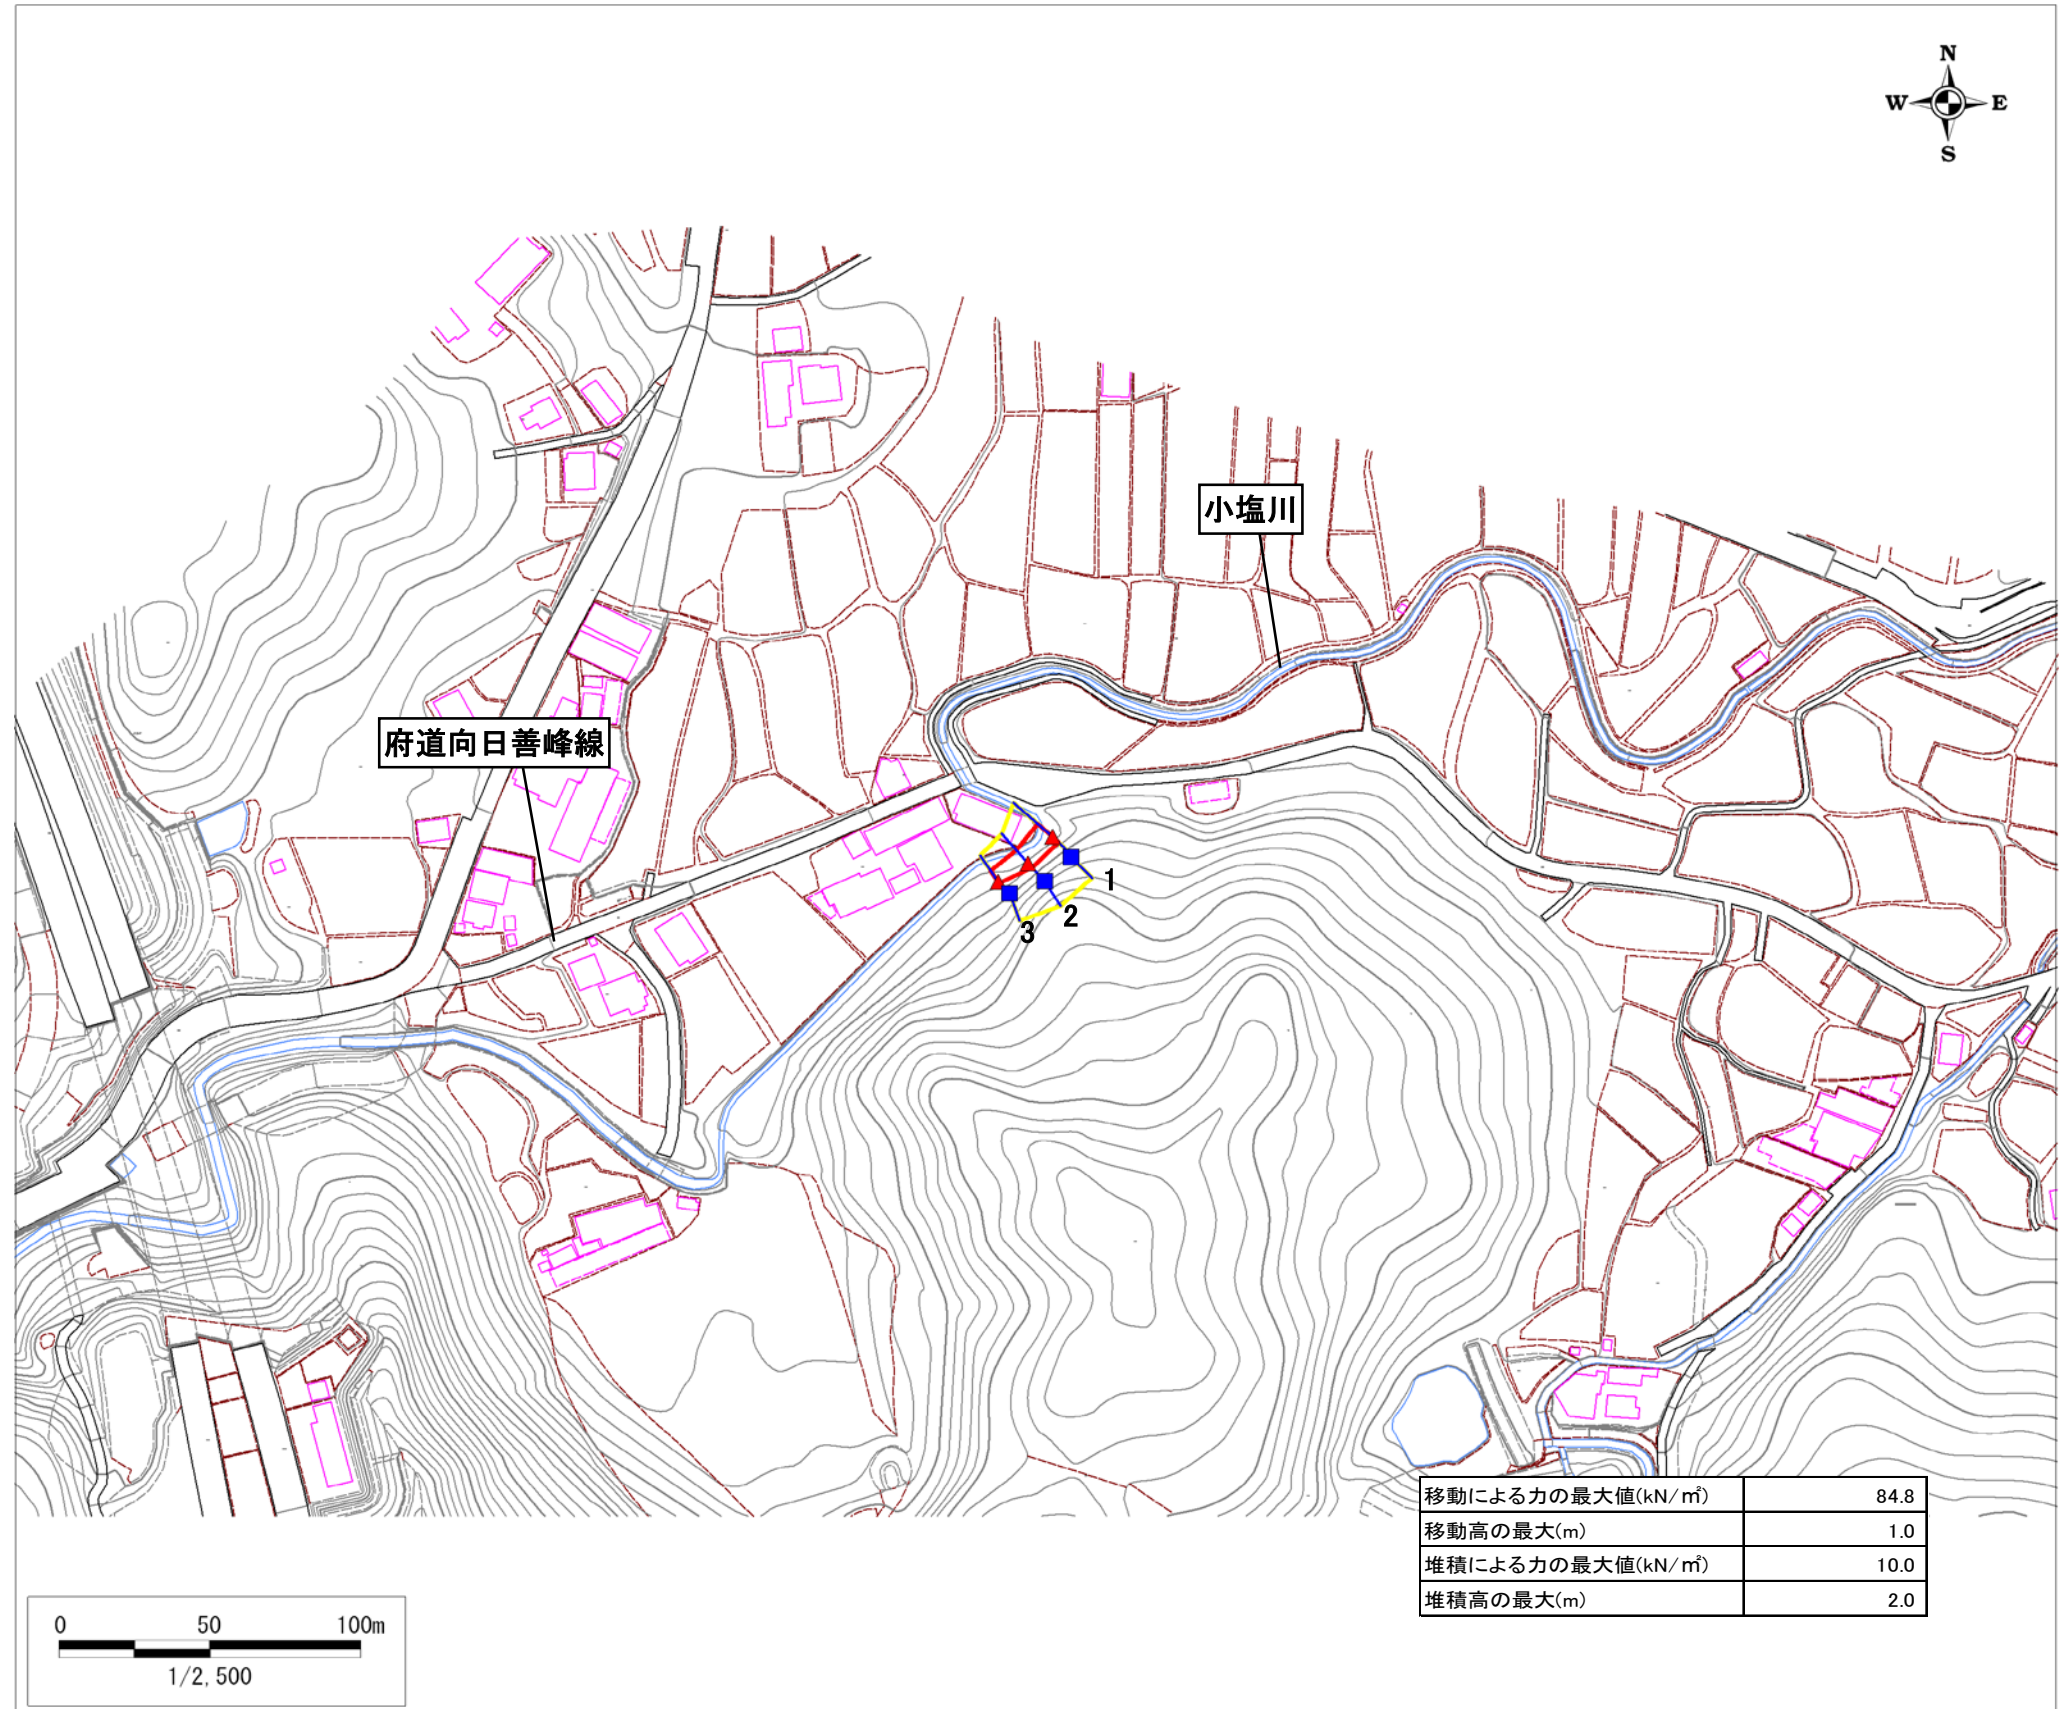 N
W E
S
小塩川
府道向日善峰線
1
2
3
移動による力の最大値(kN/㎡) 84.8
移動高の最大(m) 1.0
堆積による力の最大値(kN/㎡) 10.0
堆積高の最大(m) 2.0
0 50 100m
1/2,500